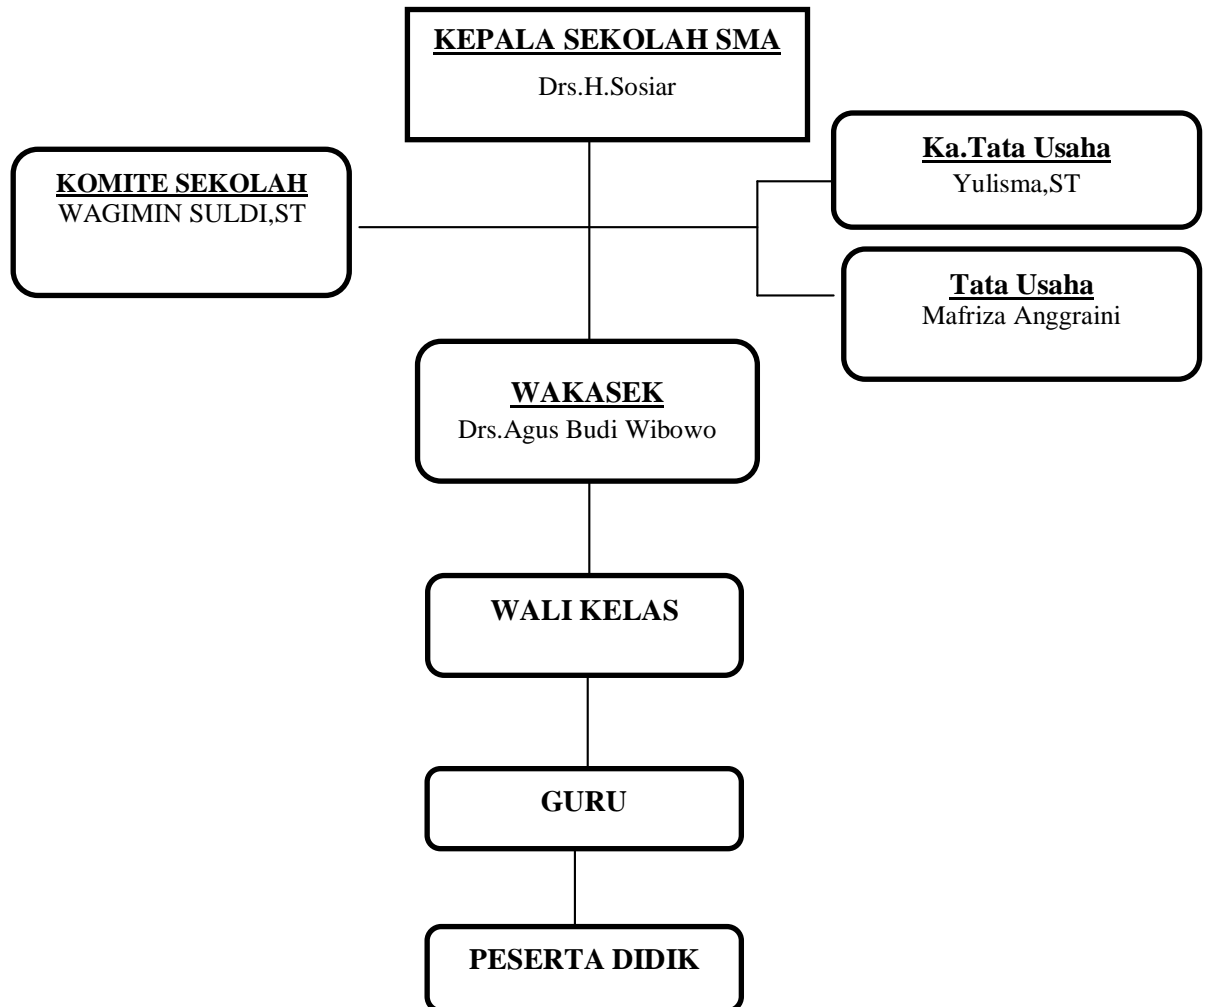 KEPALA SEKOLAH SMA
Drs.H.Sosiar
KOMITE SEKOLAH
WAGIMIN SULDI,ST
Ka.Tata Usaha
Yulisma,ST
Tata Usaha
Mafriza Anggraini
WAKASEK
Drs.Agus Budi Wibowo
WALI KELAS
GURU
PESERTA DIDIK